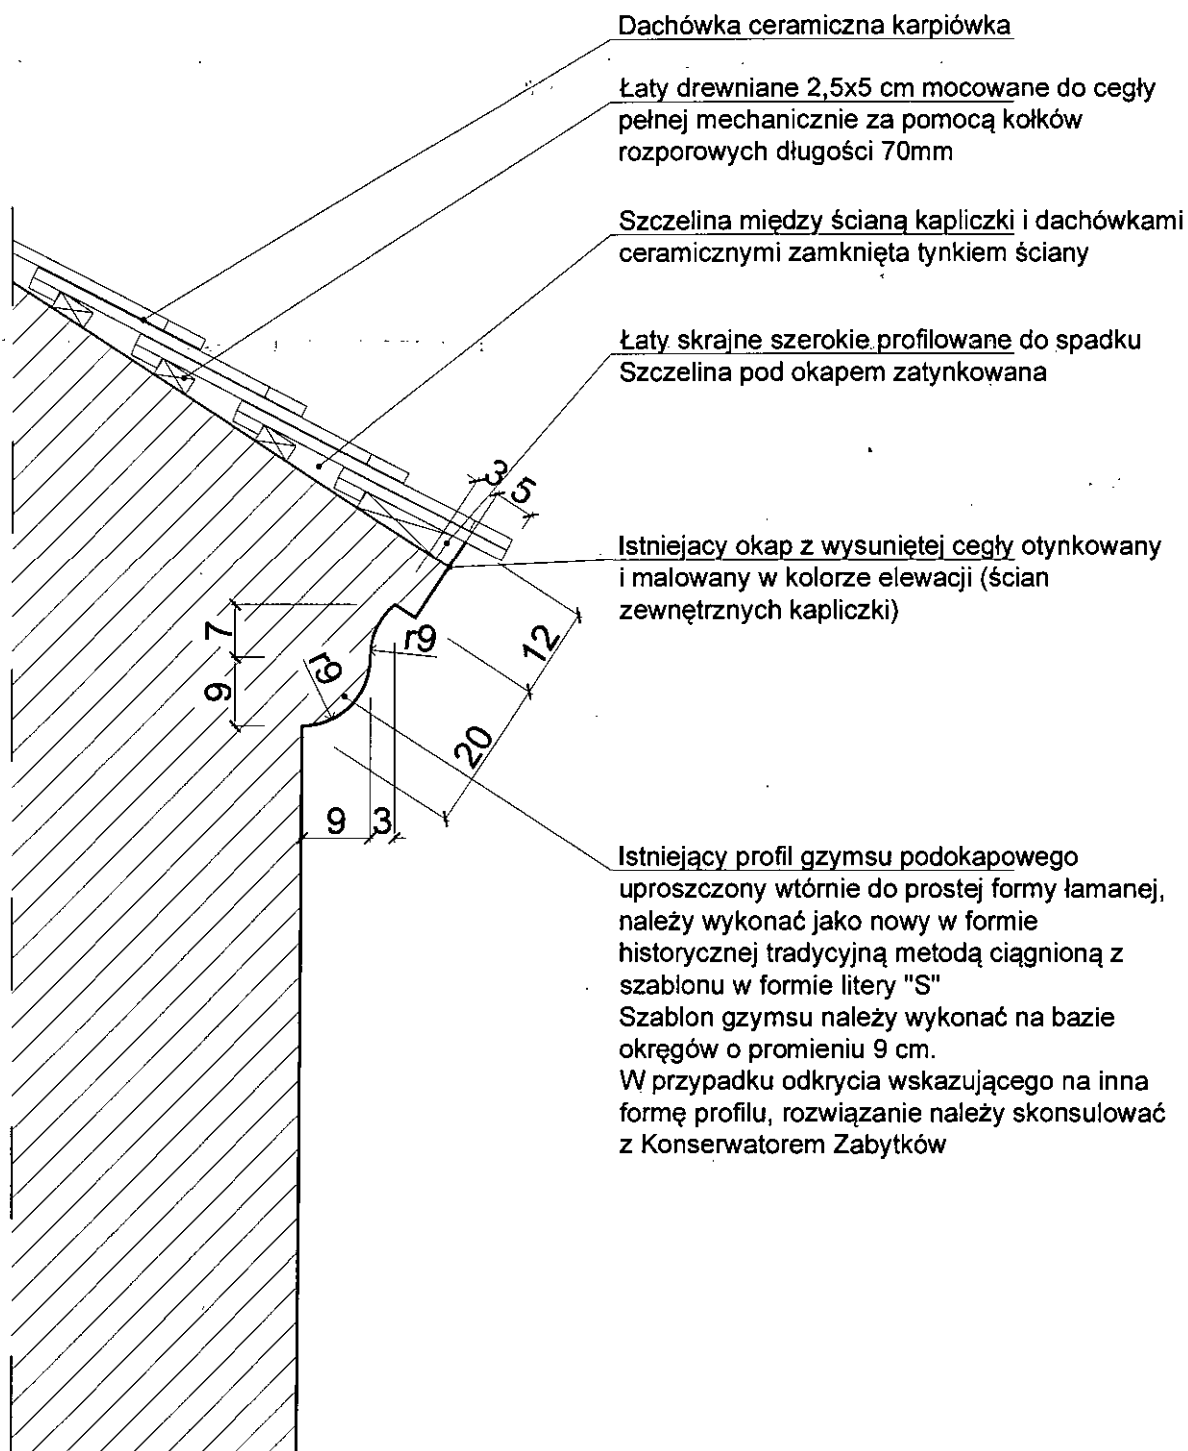 Dachówka ceramiczna karpiówka
Łaty drewniane 2,5x5 cm mocowane do cegły
pełnej mechanicznie za pomocą kołków
rozporowych długości 70mm
Szczelina między ścianą kapliczki i dachówkami
ceramicznymi zamknięta tynkiem ściany
Łaty skrajne szerokie profilowane do spadku
Szczelina pod okapem zatynkowana
3
5
Istniejacy okap z wysuniętej cegły otynkowany
i malowany w kolorze elewacji (ścian
zewnętrznych kapliczki)
7
r9
12
r9
9
20
9
3
Istniejący profil gzymsu podokapowego
uproszczony wtórnie do prostej formy łamanej,
należy wykonać jako nowy w formie
historycznej tradycyjną metodą ciągnioną z
szablonu w formie litery "S"
Szablon gzymsu należy wykonać na bazie
okręgów o promieniu 9 cm.
W przypadku odkrycia wskazującego na inna
formę profilu, rozwiązanie należy skonsulować
z Konserwatorem Zabytków